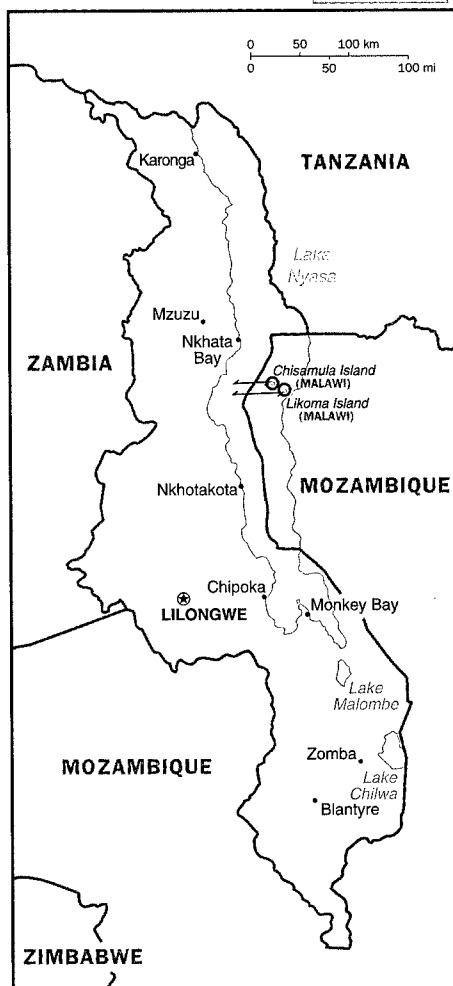 0 50 100 km
0 50 100 mi
Karonga
TANZANIA
Lake
Nyasa
Mzuzu
Nkhata
Bay
ZAMBIA
Chisamula Island
(MALAWI)
Likoma Island
(MALAWI)
Nkhotakota
MOZAMBIQUE
Chipoka
LILONGWE
Monkey Bay
Lake
Malombe
MOZAMBIQUE
Zomba
Lake
Chilwa
Blantyre
ZIMBABWE